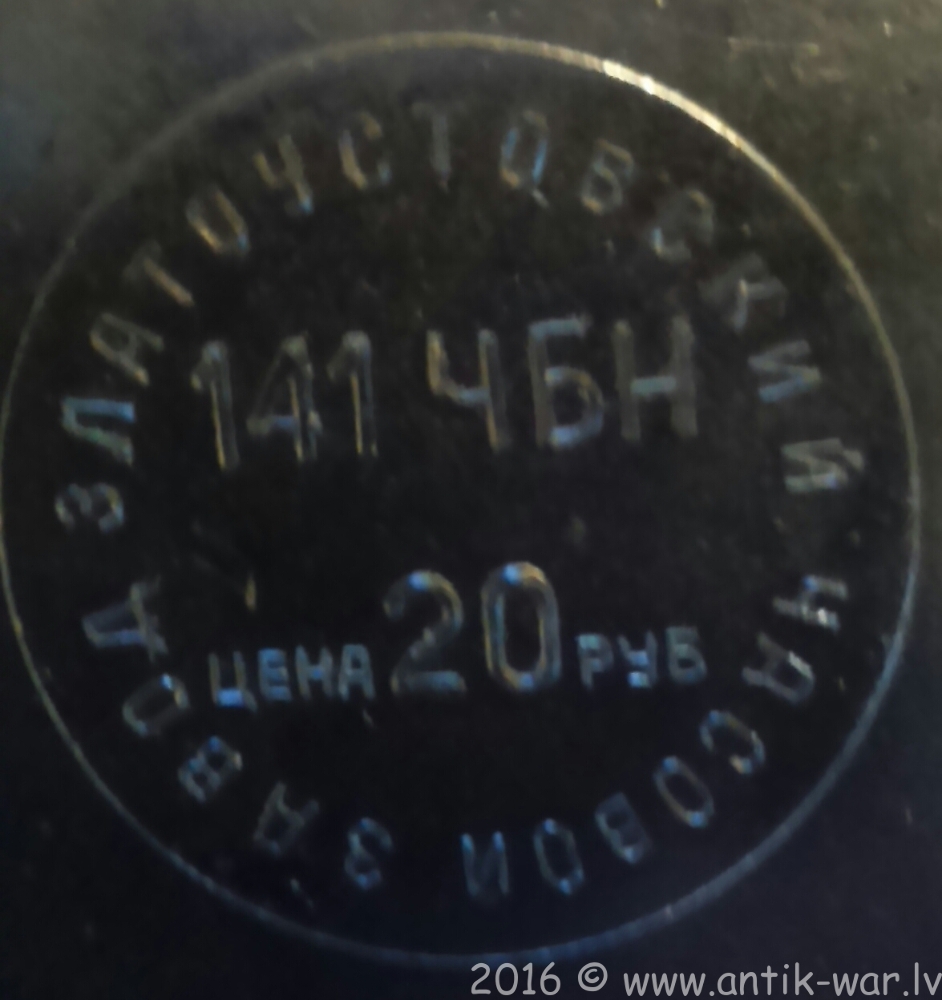 ЗЛАТОУСТОВСКИЙ ЧАСОВОЙ ЗАВОД
141 ЧБН
ЦЕНА 20 РУБ
2016 © www.antik-war.lv